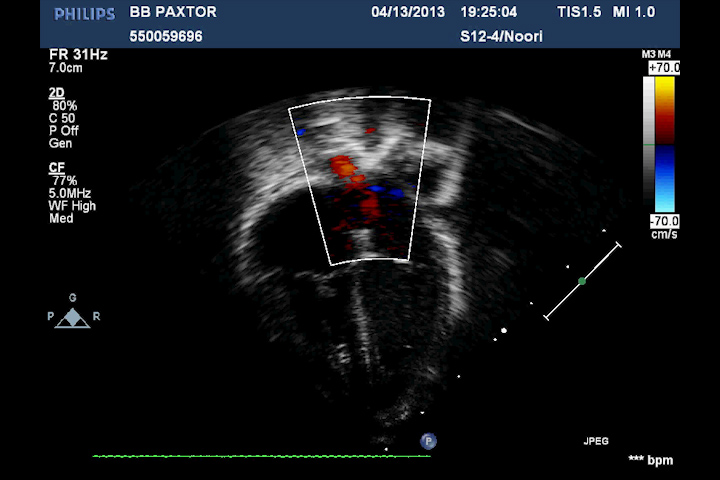 PHILIPS BB PAXTOR 04/13/2013 19:25:04 TIS1.5 MI 1.0
550059696 S12-4/Noori
FR 31Hz
7.0cm
2D
80%
C 50
P Off
Gen
CF
77%
5.0MHz
WF High
Med
M3 M4
+70.0
-70.0
cm/s
G
P R
P
JPEG
*** bpm